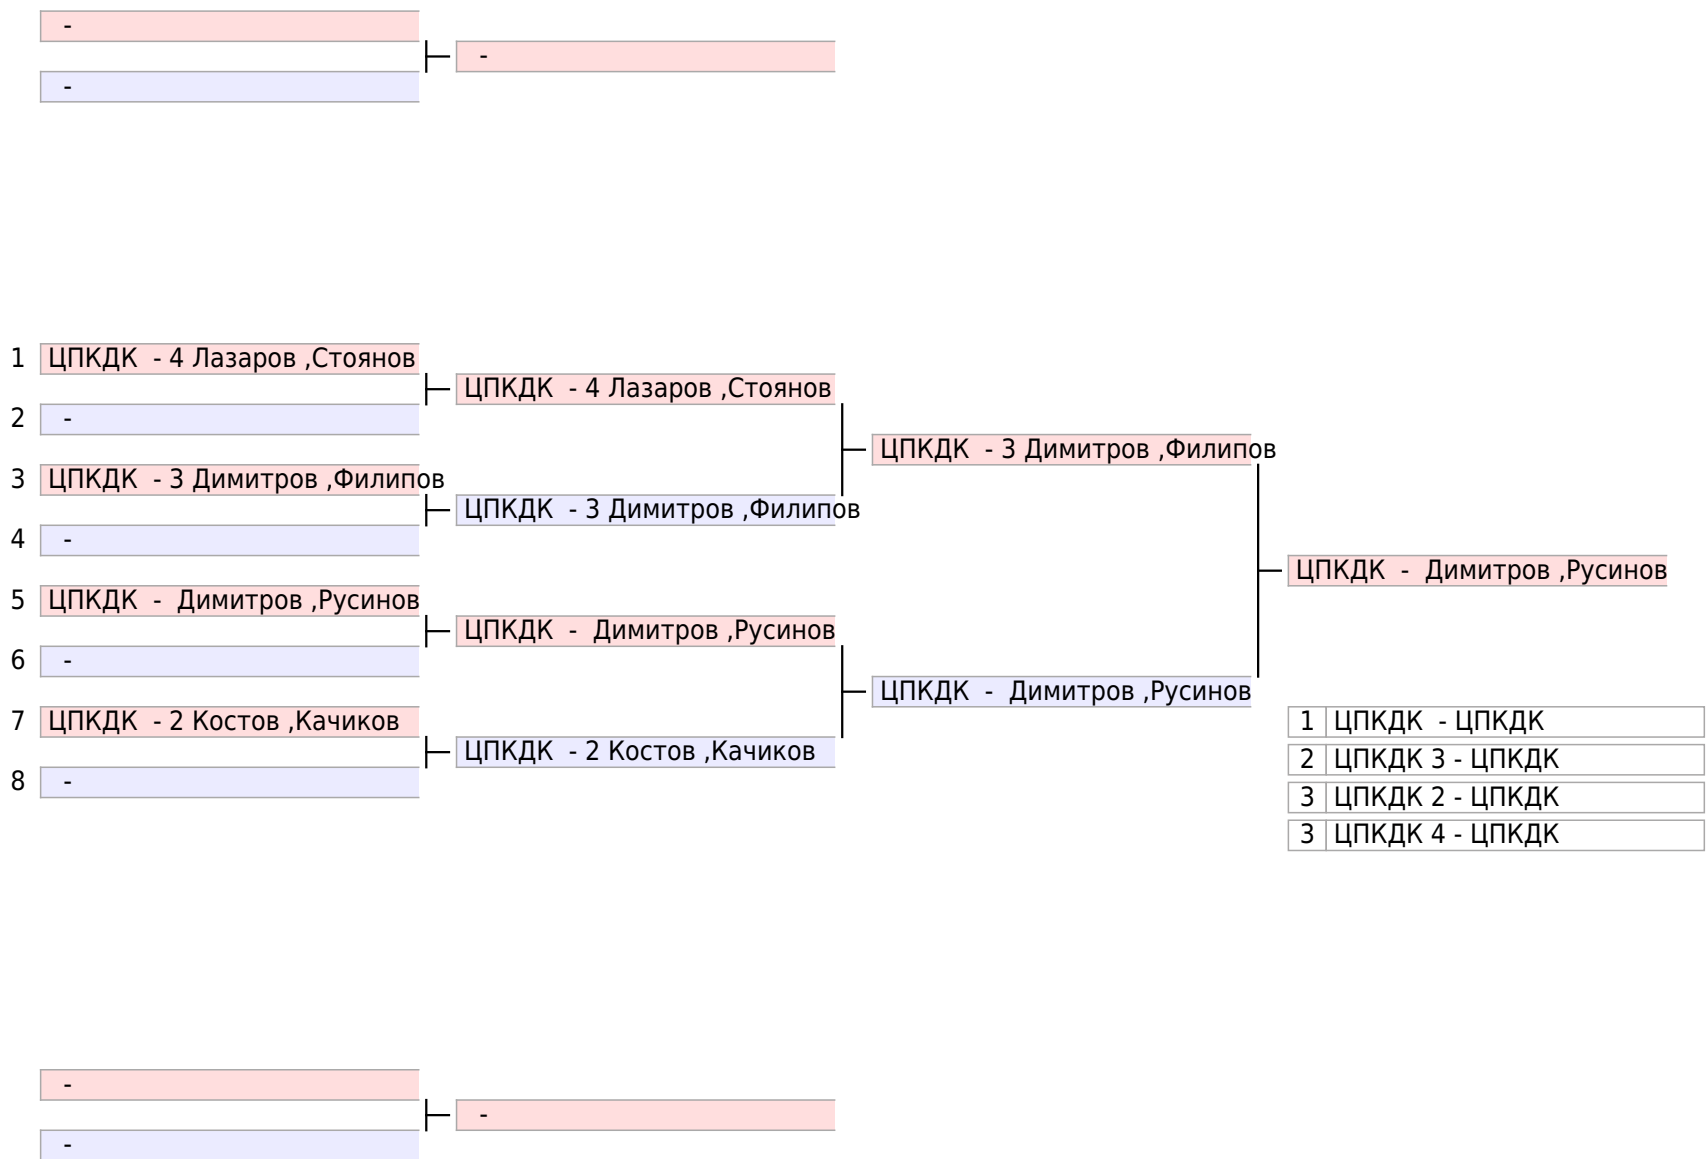 -
-
-
1 ЦПКДК - 4 Лазаров ,Стоянов
ЦПКДК - 4 Лазаров ,Стоянов
2 -
ЦПКДК - 3 Димитров ,Филипов
3 ЦПКДК - 3 Димитров ,Филипов
ЦПКДК - 3 Димитров ,Филипов
4 -
ЦПКДК - Димитров ,Русинов
5 ЦПКДК - Димитров ,Русинов
ЦПКДК - Димитров ,Русинов
6 -
ЦПКДК - Димитров ,Русинов
7 ЦПКДК - 2 Костов ,Качиков
1 ЦПКДК - ЦПКДК
ЦПКДК - 2 Костов ,Качиков
2 ЦПКДК 3 - ЦПКДК
8 -
3 ЦПКДК 2 - ЦПКДК
3 ЦПКДК 4 - ЦПКДК
-
-
-